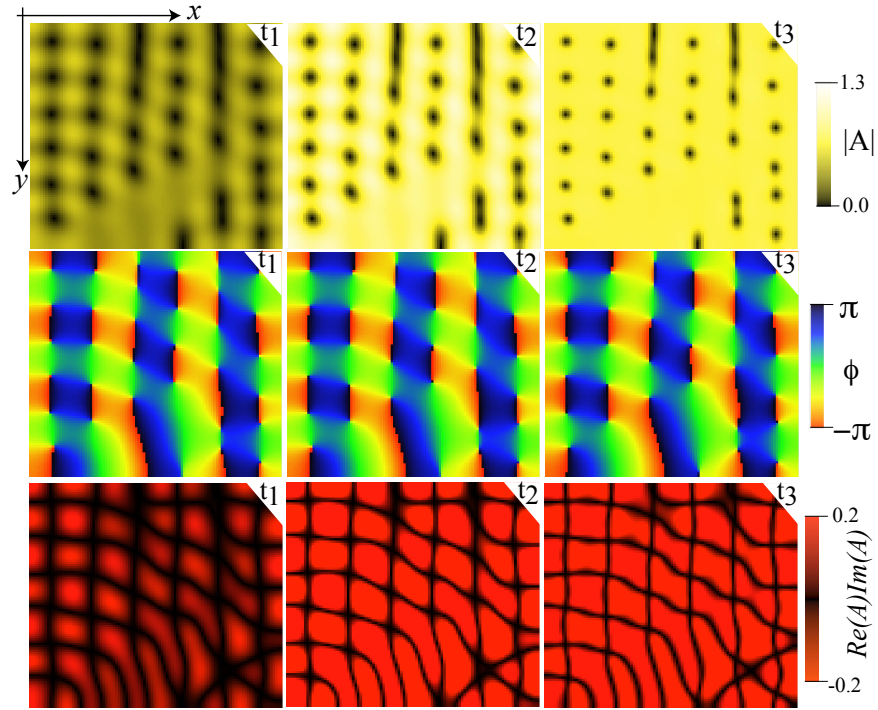 x
y
t1
t2
t3
1.3
|A|
0.0
t1
t2
t3
π
ϕ
−π
t1
t2
t3
0.2
Re(A)Im(A)
-0.2